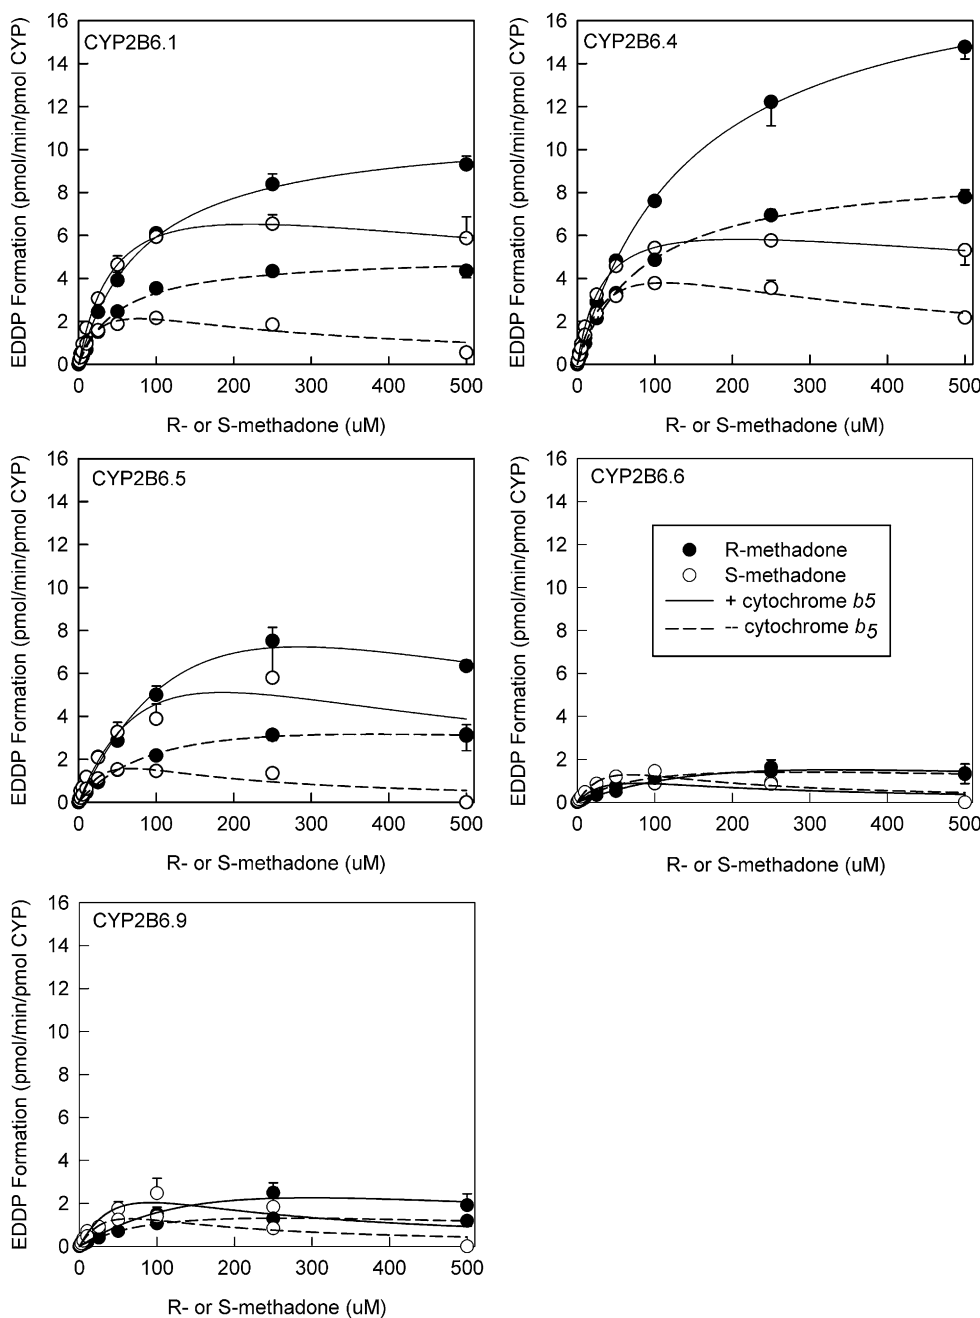 CYP2B6.1
EDDP Formation (pmol/min/pmol CYP)
16
14
12
10
8
6
4
2
0
0 100 200 300 400 500
R- or S-methadone (uM)
CYP2B6.4
EDDP Formation (pmol/min/pmol CYP)
16
14
12
10
8
6
4
2
0
0 100 200 300 400 500
R- or S-methadone (uM)
CYP2B6.5
EDDP Formation (pmol/min/pmol CYP)
16
14
12
10
8
6
4
2
0
0 100 200 300 400 500
R- or S-methadone (uM)
CYP2B6.6
EDDP Formation (pmol/min/pmol CYP)
16
14
12
10
8
6
4
2
0
R-methadone
S-methadone
+ cytochrome b5
-- cytochrome b5
0 100 200 300 400 500
R- or S-methadone (uM)
CYP2B6.9
EDDP Formation (pmol/min/pmol CYP)
16
14
12
10
8
6
4
2
0
0 100 200 300 400 500
R- or S-methadone (uM)